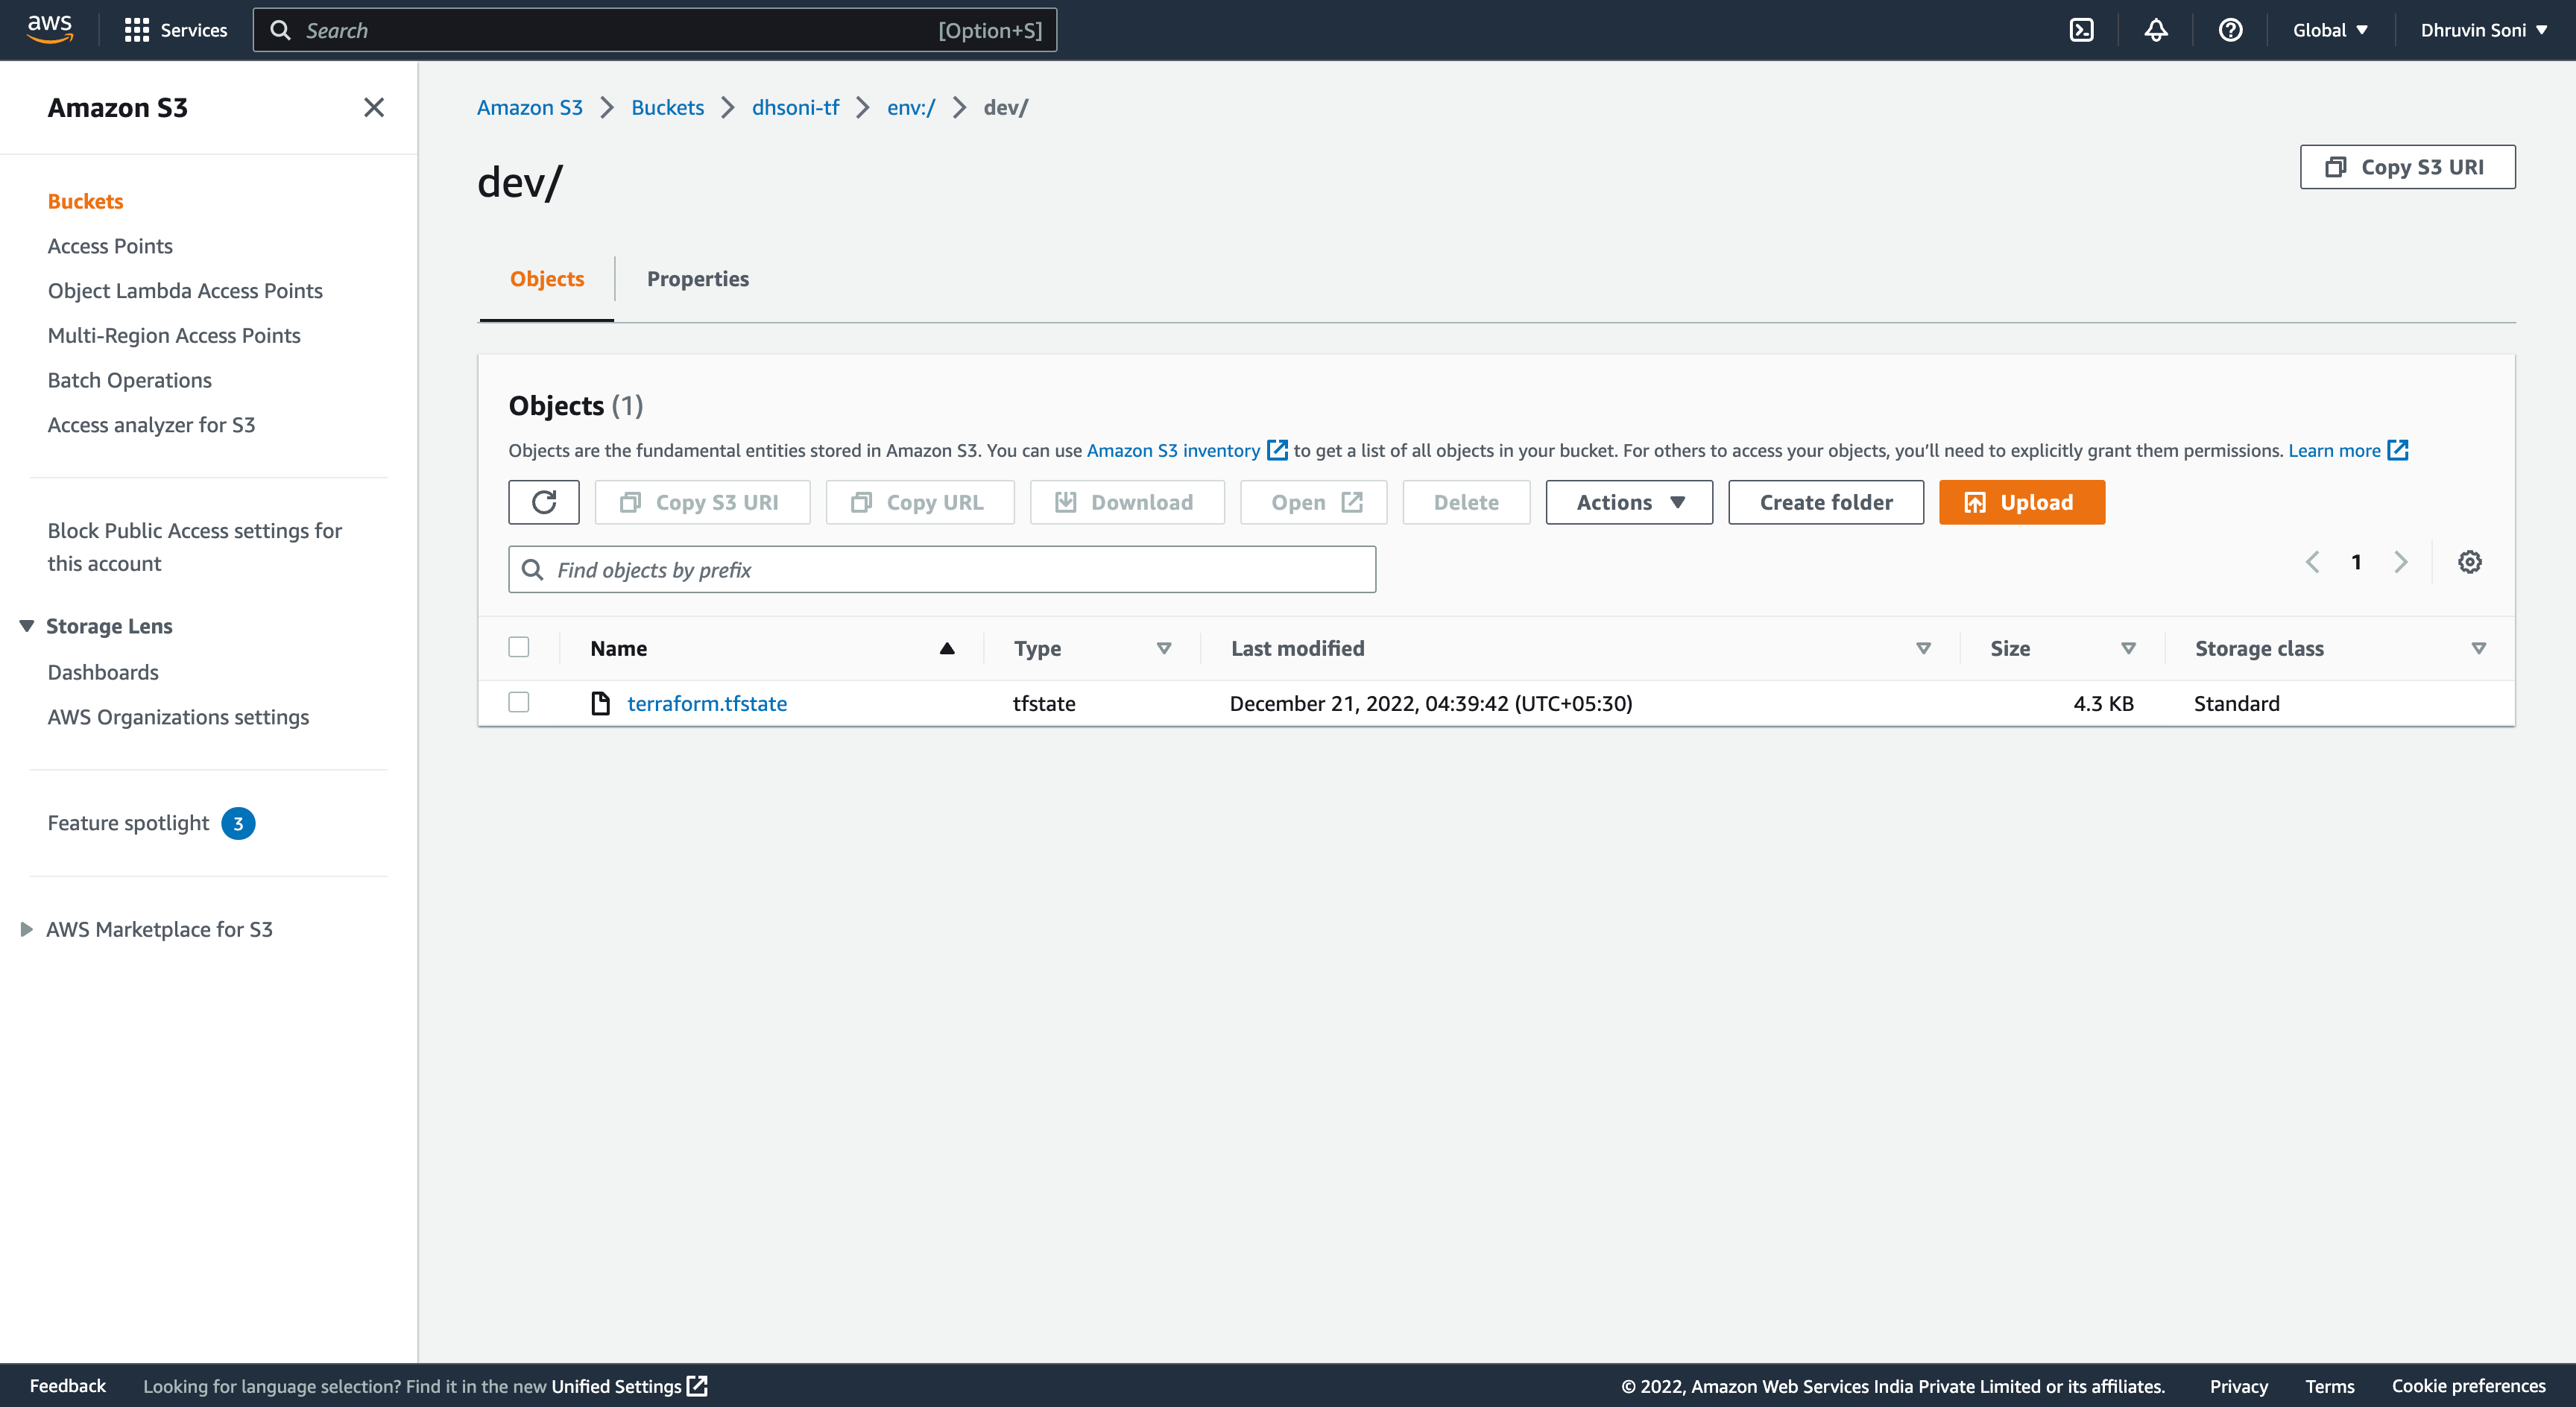 aws Services Search [Option+S] Global Dhruvin Soni
Amazon S3
Buckets
Access Points
Object Lambda Access Points
Multi-Region Access Points
Batch Operations
Access analyzer for S3
Block Public Access settings for
this account
Storage Lens
Dashboards
AWS Organizations settings
Feature spotlight 3
AWS Marketplace for S3
Amazon S3 Buckets dhsoni-tf env:/ dev/
dev/
Copy S3 URI
Objects Properties
Objects (1)
Objects are the fundamental entities stored in Amazon S3. You can use Amazon S3 inventory to get a list of all objects in your bucket. For others to access your objects, you’ll need to explicitly grant them permissions. Learn more
Copy S3 URI Copy URL Download Open Delete Actions Create folder Upload
Find objects by prefix 1
Name Type Last modified Size Storage class
terraform.tfstate tfstate December 21, 2022, 04:39:42 (UTC+05:30) 4.3 KB Standard
Feedback Looking for language selection? Find it in the new Unified Settings © 2022, Amazon Web Services India Private Limited or its affiliates. Privacy Terms Cookie preferences